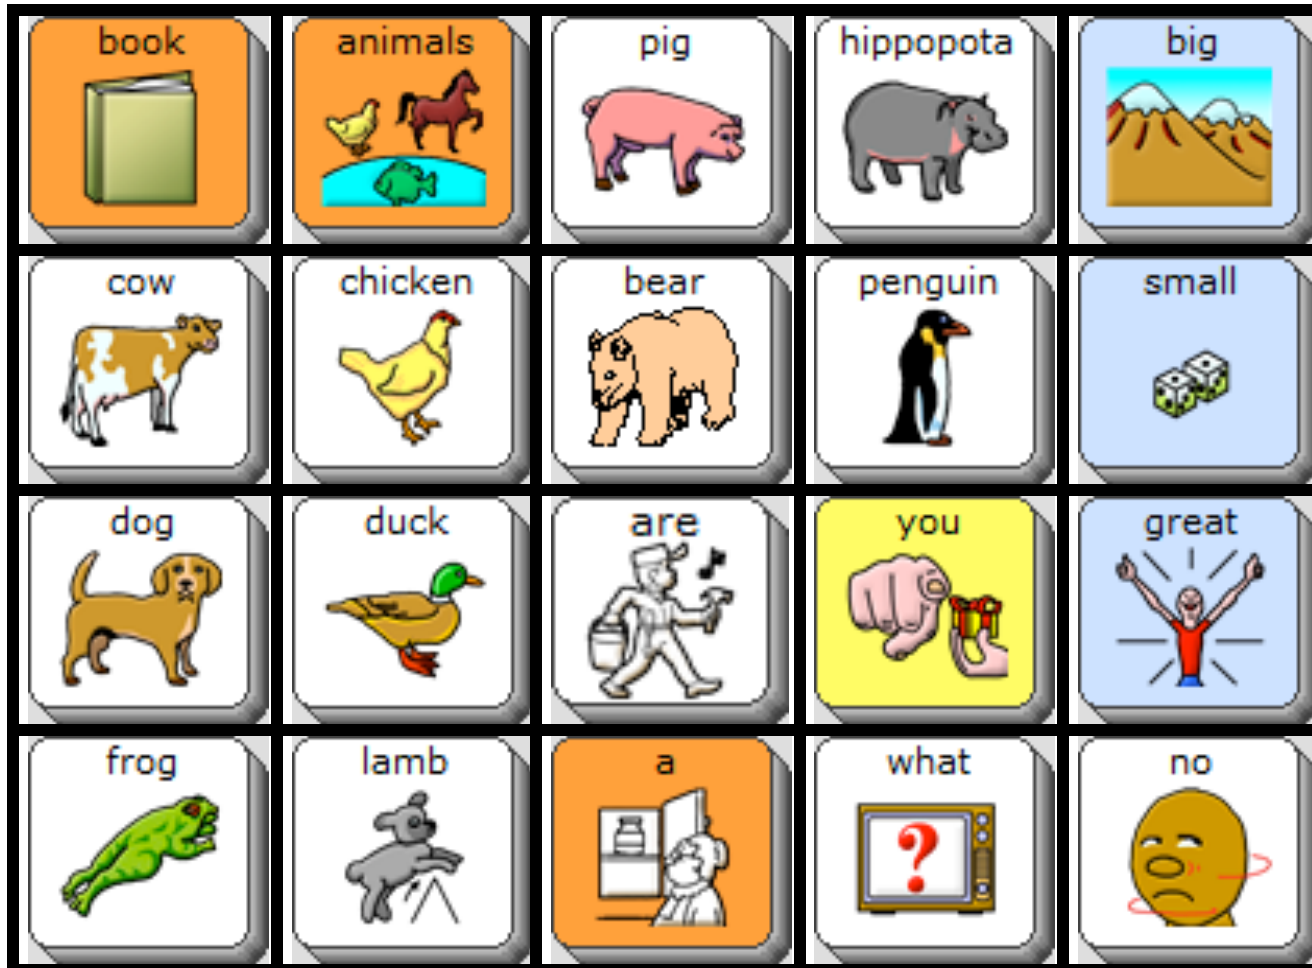 book animals pig hippopota big
cow chicken bear penguin small
dog duck are you great
frog lamb a what no